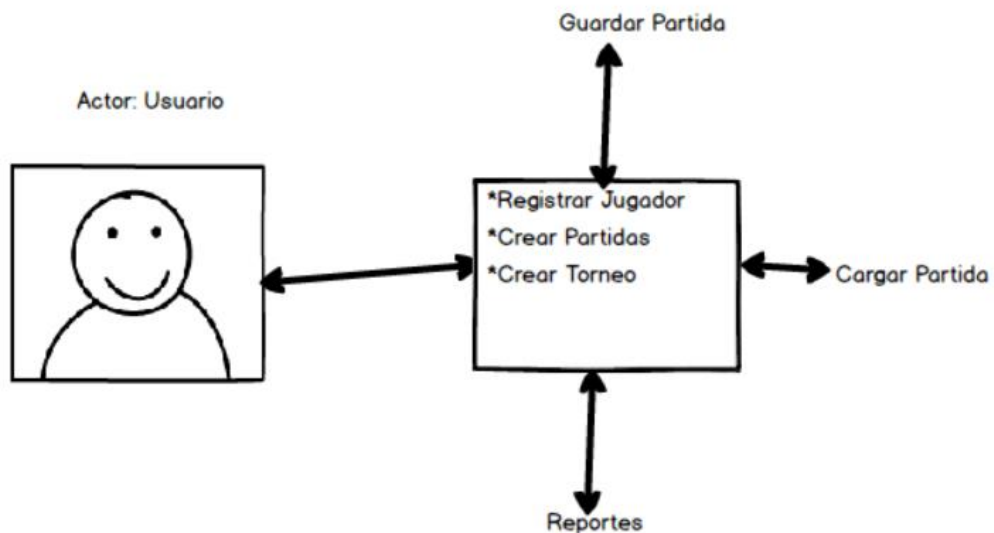 Guardar Partida
Actor: Usuario
*Registrar Jugador
*Crear Partidas
*Crear Torneo
Cargar Partida
Reportes